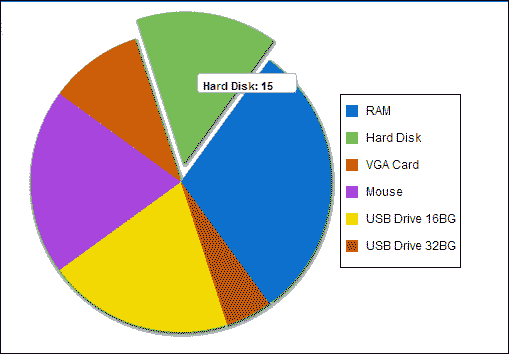 Hard Disk: 15
RAM
Hard Disk
VGA Card
Mouse
USB Drive 16BG
USB Drive 32BG